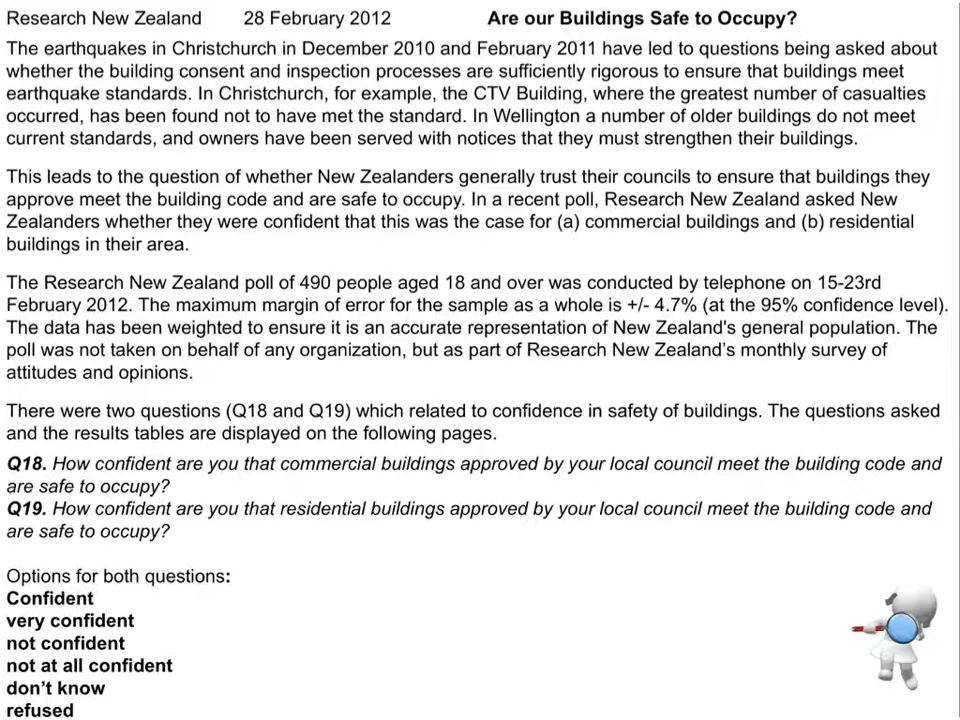 Research New Zealand 28 February 2012 Are our Buildings Safe to Occupy?
The earthquakes in Christchurch in December 2010 and February 2011 have led to questions being asked about
whether the building consent and inspection processes are sufficiently rigorous to ensure that buildings meet
earthquake standards. In Christchurch, for example, the CTV Building, where the greatest number of casualties
occurred, has been found not to have met the standard. In Wellington a number of older buildings do not meet
current standards, and owners have been served with notices that they must strengthen their buildings.
This leads to the question of whether New Zealanders generally trust their councils to ensure that buildings they
approve meet the building code and are safe to occupy. In a recent poll, Research New Zealand asked New
Zealanders whether they were confident that this was the case for (a) commercial buildings and (b) residential
buildings in their area.
The Research New Zealand poll of 490 people aged 18 and over was conducted by telephone on 15-23rd
February 2012. The maximum margin of error for the sample as a whole is +/- 4.7% (at the 95% confidence level).
The data has been weighted to ensure it is an accurate representation of New Zealand's general population. The
poll was not taken on behalf of any organization, but as part of Research New Zealand’s monthly survey of
attitudes and opinions.
There were two questions (Q18 and Q19) which related to confidence in safety of buildings. The questions asked
and the results tables are displayed on the following pages.
Q18. How confident are you that commercial buildings approved by your local council meet the building code and
are safe to occupy?
Q19. How confident are you that residential buildings approved by your local council meet the building code and
are safe to occupy?
Options for both questions:
Confident
very confident
not confident
not at all confident
don’t know
refused